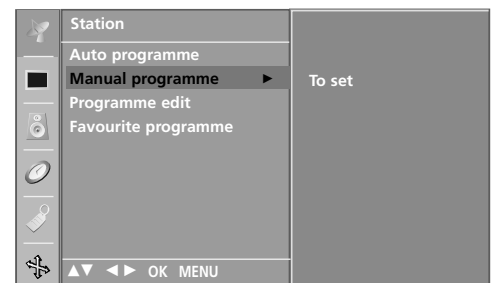 Station
Auto programme
Manual programme ►
To set
Programme edit
Favourite programme
▲▼ ◄► OK MENU